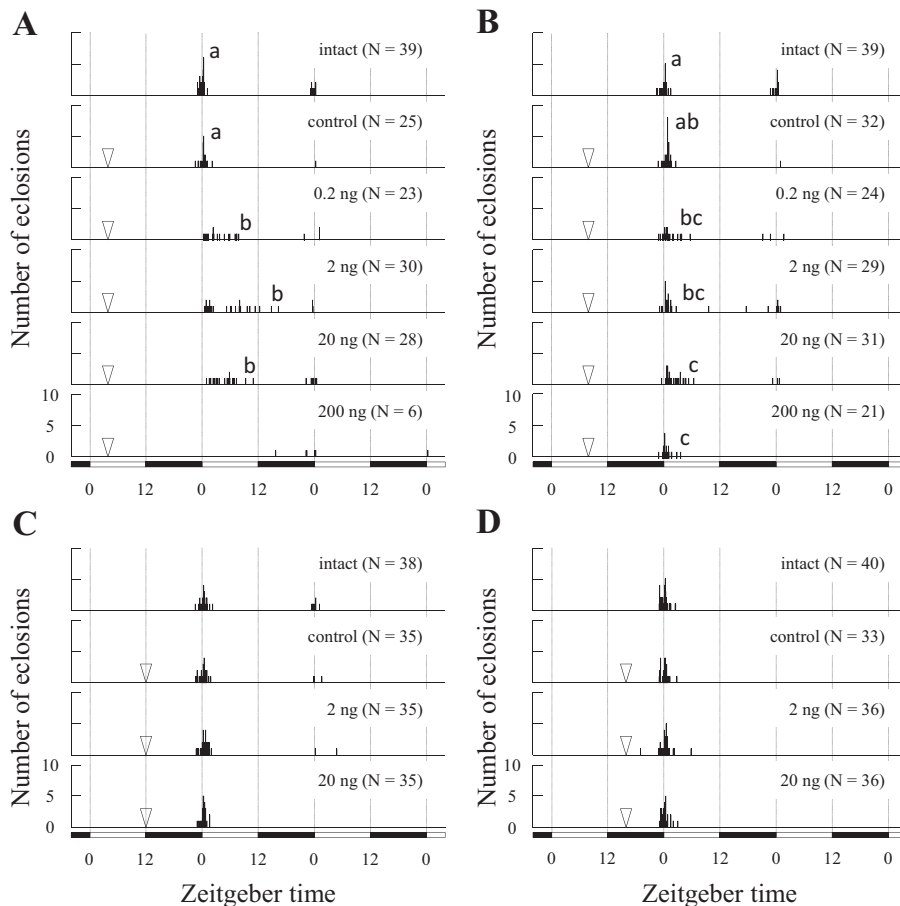 A
Number of eclosions
intact (N = 39)
a
control (N = 25)
a
0.2 ng (N = 23)
b
2 ng (N = 30)
b
20 ng (N = 28)
b
10
5
0
200 ng (N = 6)
0 12 0 12 0 12 0
B
Number of eclosions
intact (N = 39)
a
control (N = 32)
ab
0.2 ng (N = 24)
bc
2 ng (N = 29)
bc
20 ng (N = 31)
c
10
5
0
200 ng (N = 21)
c
0 12 0 12 0 12 0
C
Number of eclosions
intact (N = 38)
control (N = 35)
2 ng (N = 35)
10
5
0
20 ng (N = 35)
0 12 0 12 0 12 0
Zeitgeber time
D
Number of eclosions
intact (N = 40)
control (N = 33)
2 ng (N = 36)
10
5
0
20 ng (N = 36)
0 12 0 12 0 12 0
Zeitgeber time